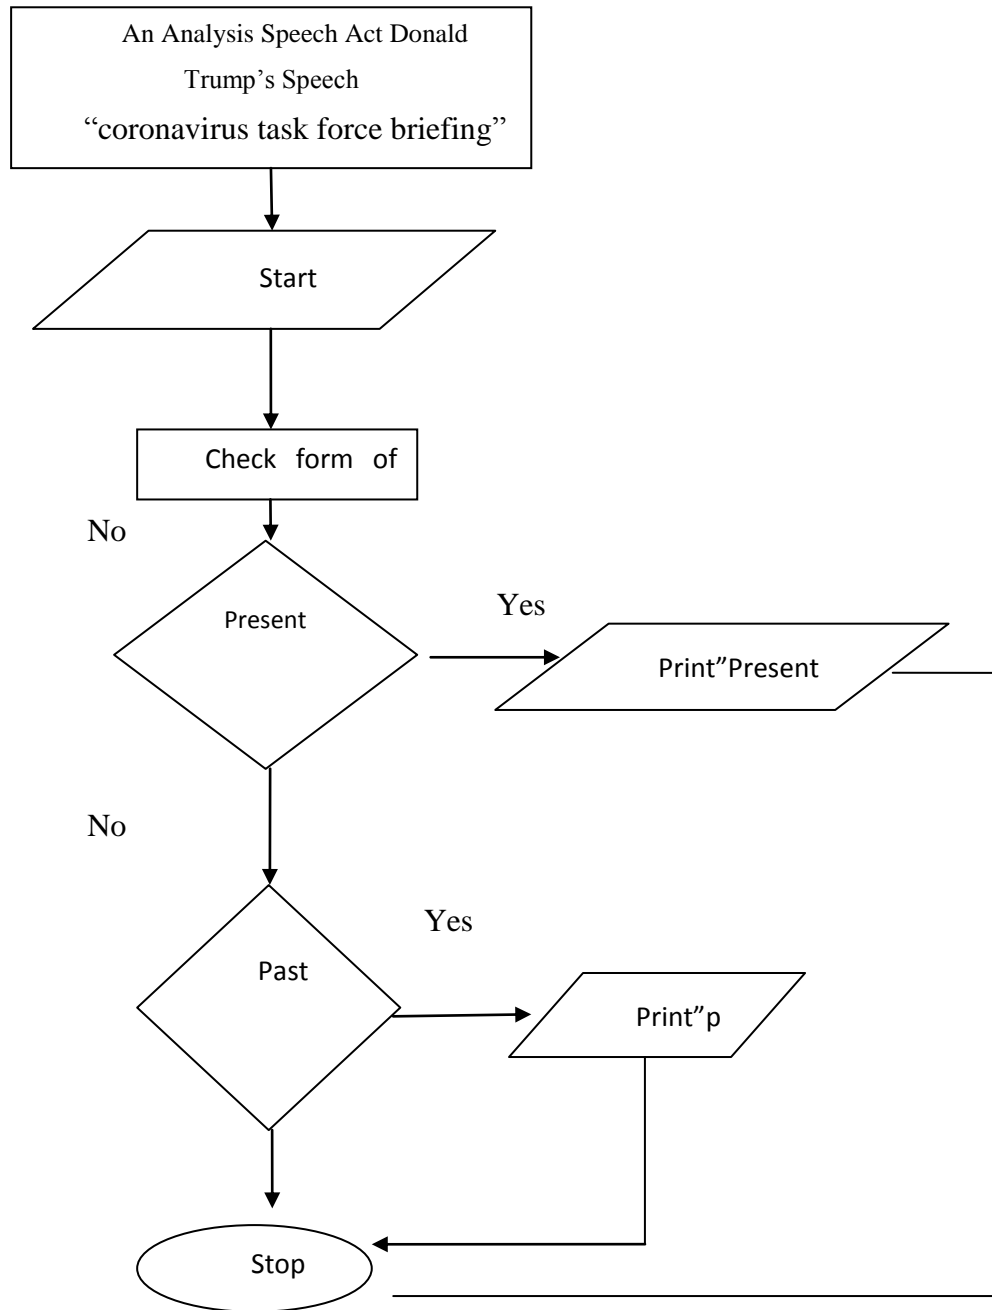 An Analysis Speech Act Donald
Trump’s Speech
“coronavirus task force briefing”
Start
Check form of
No
Present
Yes
Print”Present
No
Past
Yes
Print”p
Stop